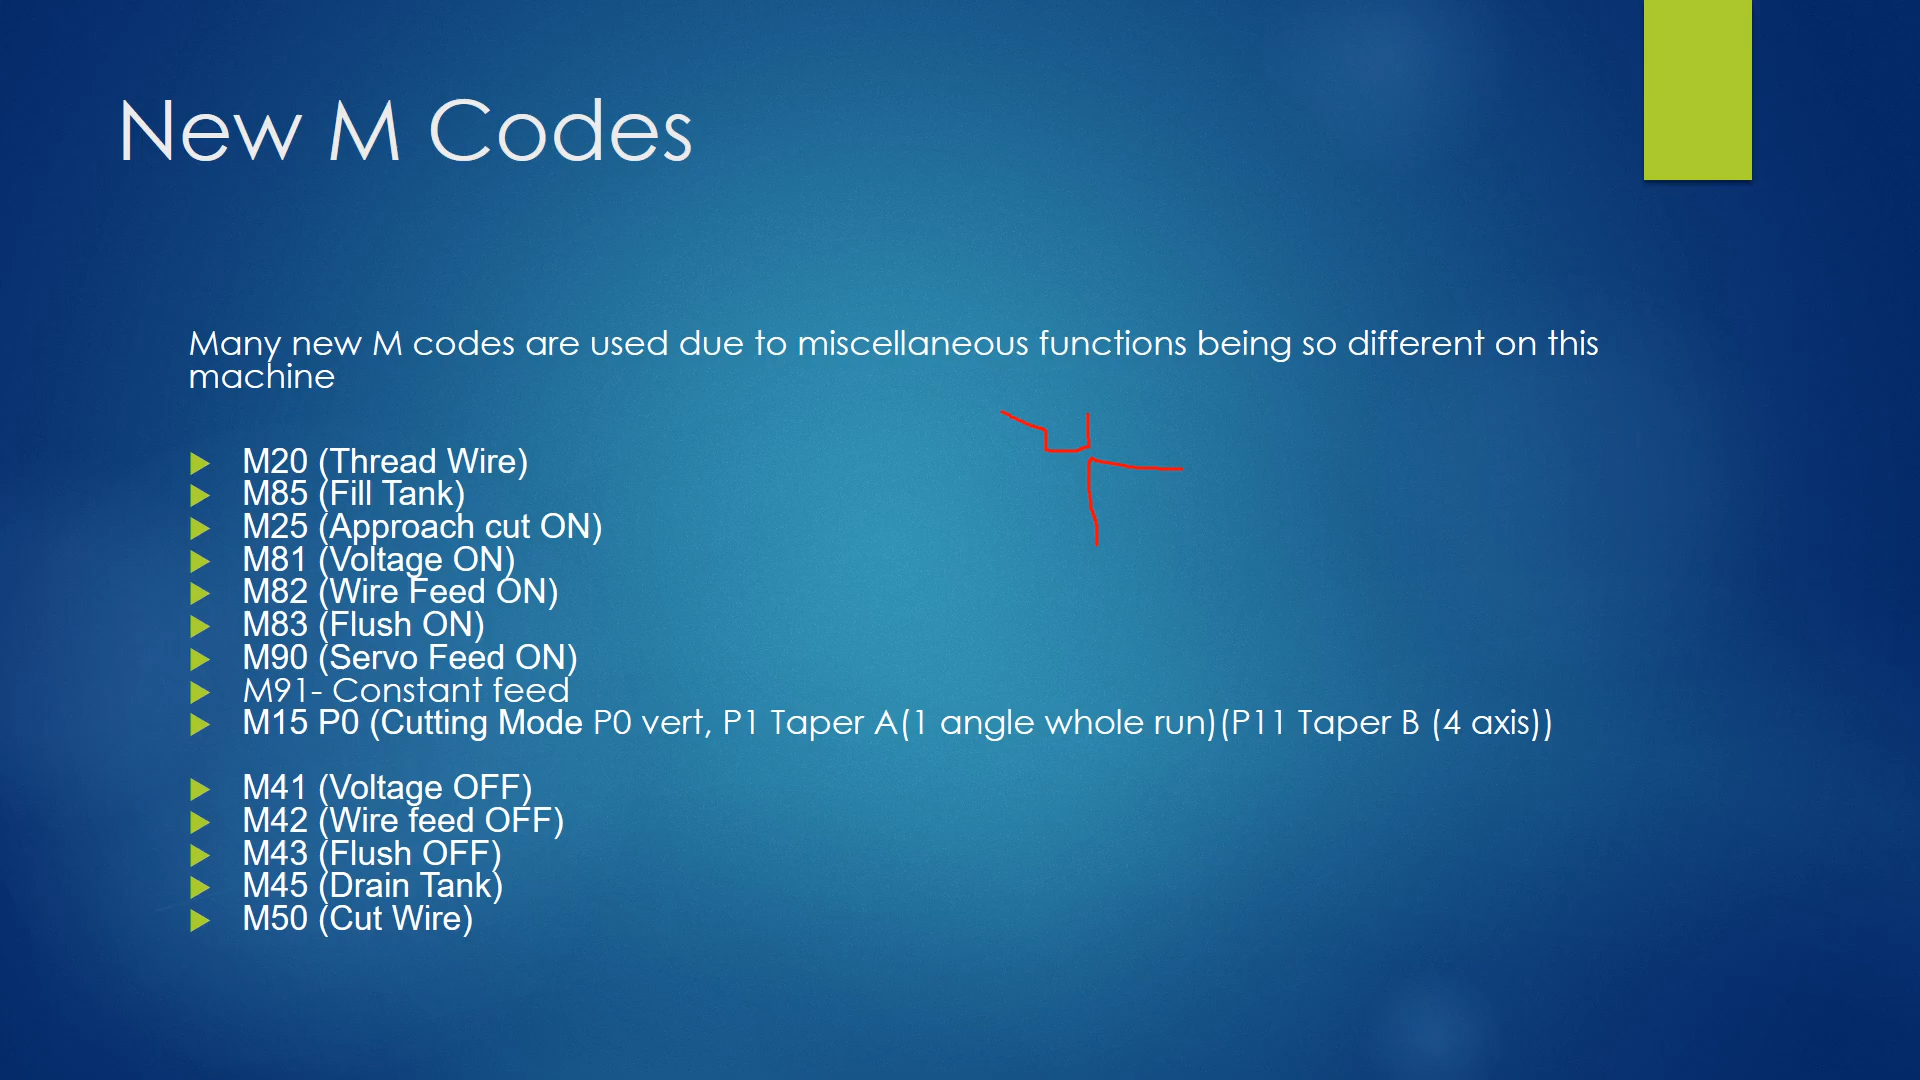 New M Codes
Many new M codes are used due to miscellaneous functions being so different on this
machine
M20 (Thread Wire)
M85 (Fill Tank)
M25 (Approach cut ON)
M81 (Voltage ON)
M82 (Wire Feed ON)
M83 (Flush ON)
M90 (Servo Feed ON)
M91- Constant feed
M15 P0 (Cutting Mode P0 vert, P1 Taper A(1 angle whole run)(P11 Taper B (4 axis))
M41 (Voltage OFF)
M42 (Wire feed OFF)
M43 (Flush OFF)
M45 (Drain Tank)
M50 (Cut Wire)